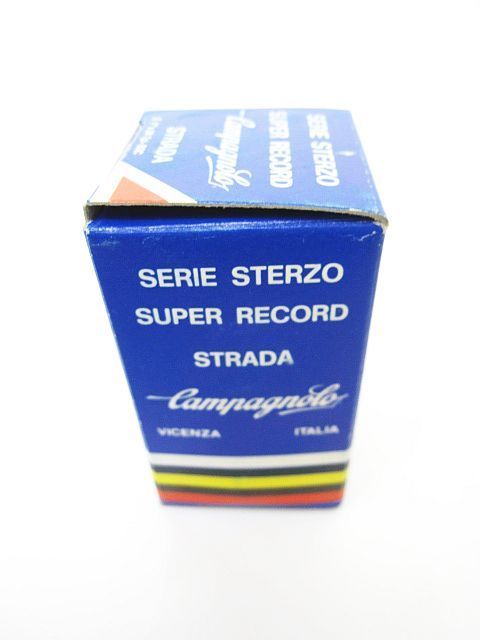 SERIE STERZO
SUPER RECORD
Campagnolo
STRADA
SERIE STERZO
SUPER RECORD
STRADA
Campagnolo
VICENZA ITALIA